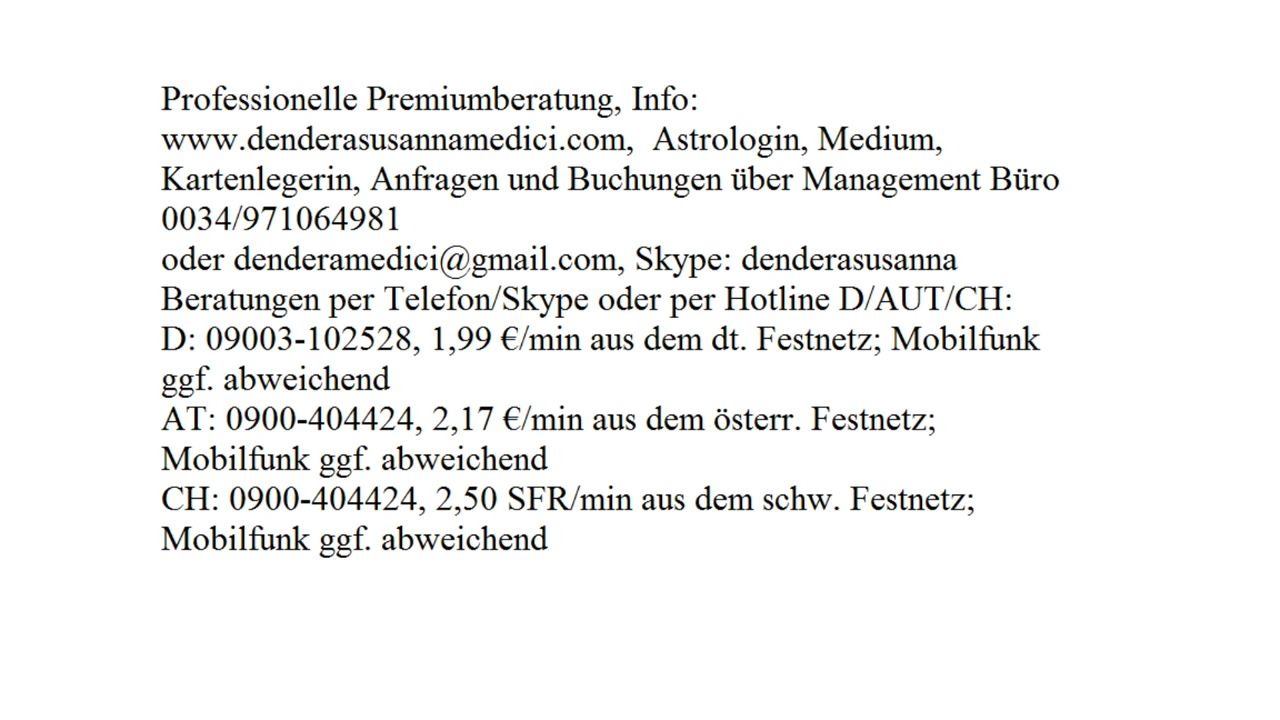 Professionelle Premiumberatung, Info:
www.denderasusannamedici.com,  Astrologin, Medium,
Kartenlegerin, Anfragen und Buchungen über Management Büro
0034/971064981
oder denderamedici@gmail.com, Skype: denderasusanna
Beratungen per Telefon/Skype oder per Hotline D/AUT/CH:
D: 09003-102528, 1,99 €/min aus dem dt. Festnetz; Mobilfunk
ggf. abweichend
AT: 0900-404424, 2,17 €/min aus dem österr. Festnetz;
Mobilfunk ggf. abweichend
CH: 0900-404424, 2,50 SFR/min aus dem schw. Festnetz;
Mobilfunk ggf. abweichend